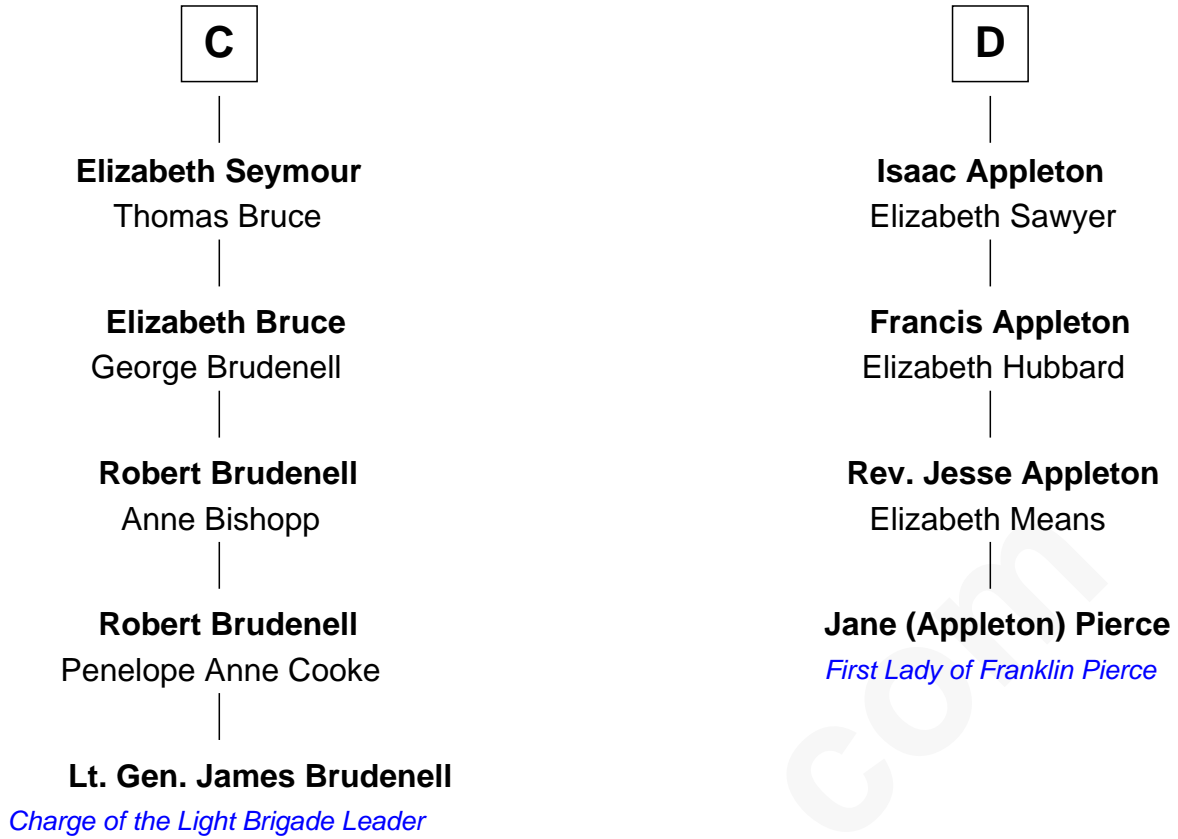 C
Elizabeth Seymour
Thomas Bruce
Elizabeth Bruce
George Brudenell
Robert Brudenell
Anne Bishopp
Robert Brudenell
Penelope Anne Cooke
Lt. Gen. James Brudenell
Charge of the Light Brigade Leader
D
Isaac Appleton
Elizabeth Sawyer
Francis Appleton
Elizabeth Hubbard
Rev. Jesse Appleton
Elizabeth Means
Jane (Appleton) Pierce
First Lady of Franklin Pierce
com